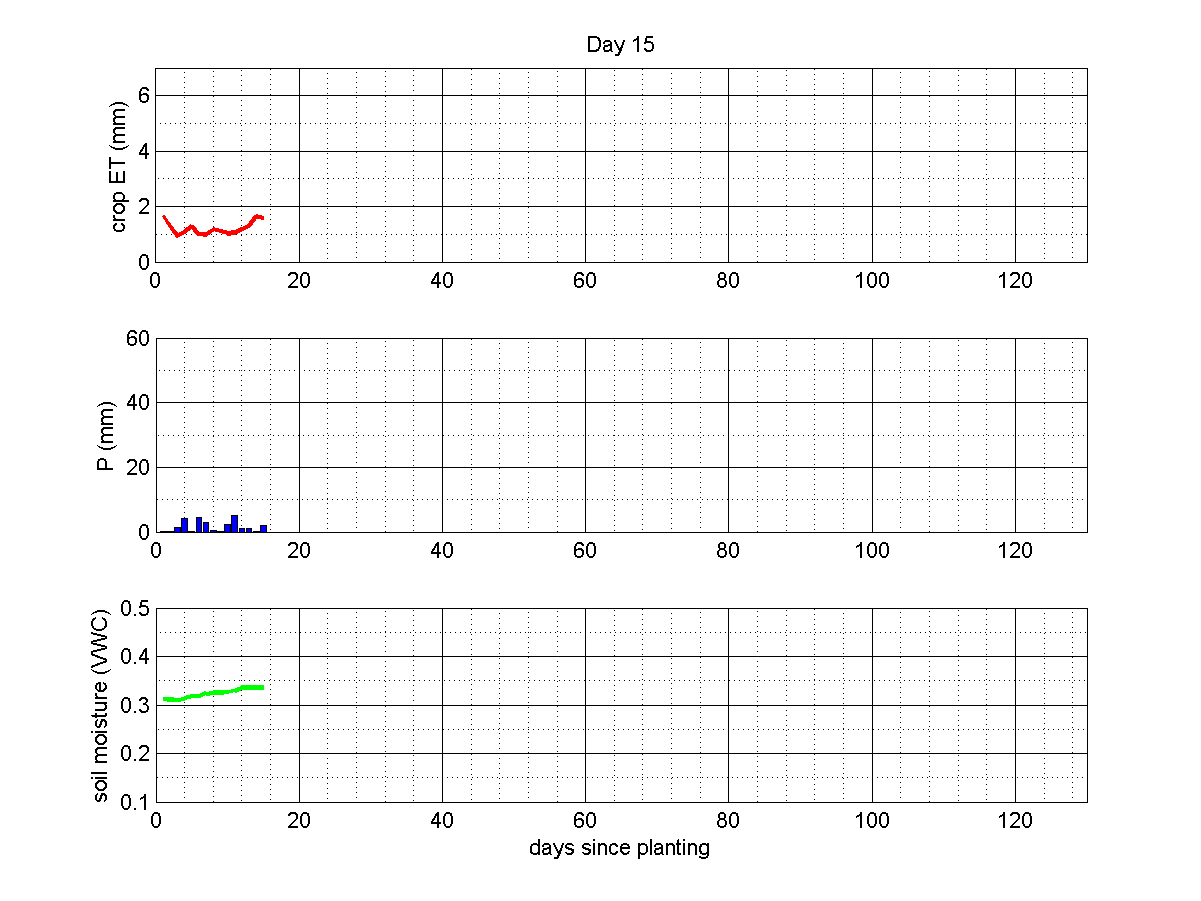 Day 15
crop ET (mm)
6
4
2
0
0 20 40 60 80 100 120
P (mm)
60
40
20
0
0 20 40 60 80 100 120
soil moisture (VWC)
0.5
0.4
0.3
0.2
0.1
0 20 40 60 80 100 120
days since planting